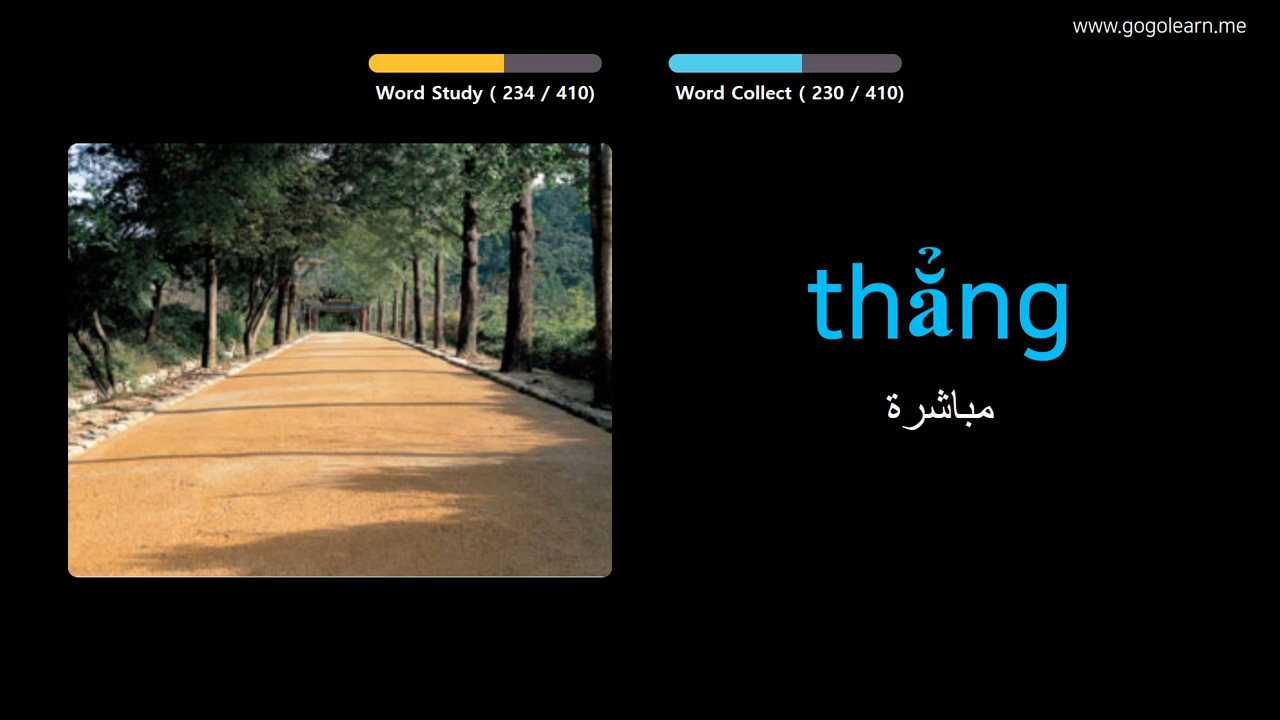 www.gogolearn.me
Word Study ( 234 / 410)
Word Collect ( 230 / 410)
thẳng
مباشرة